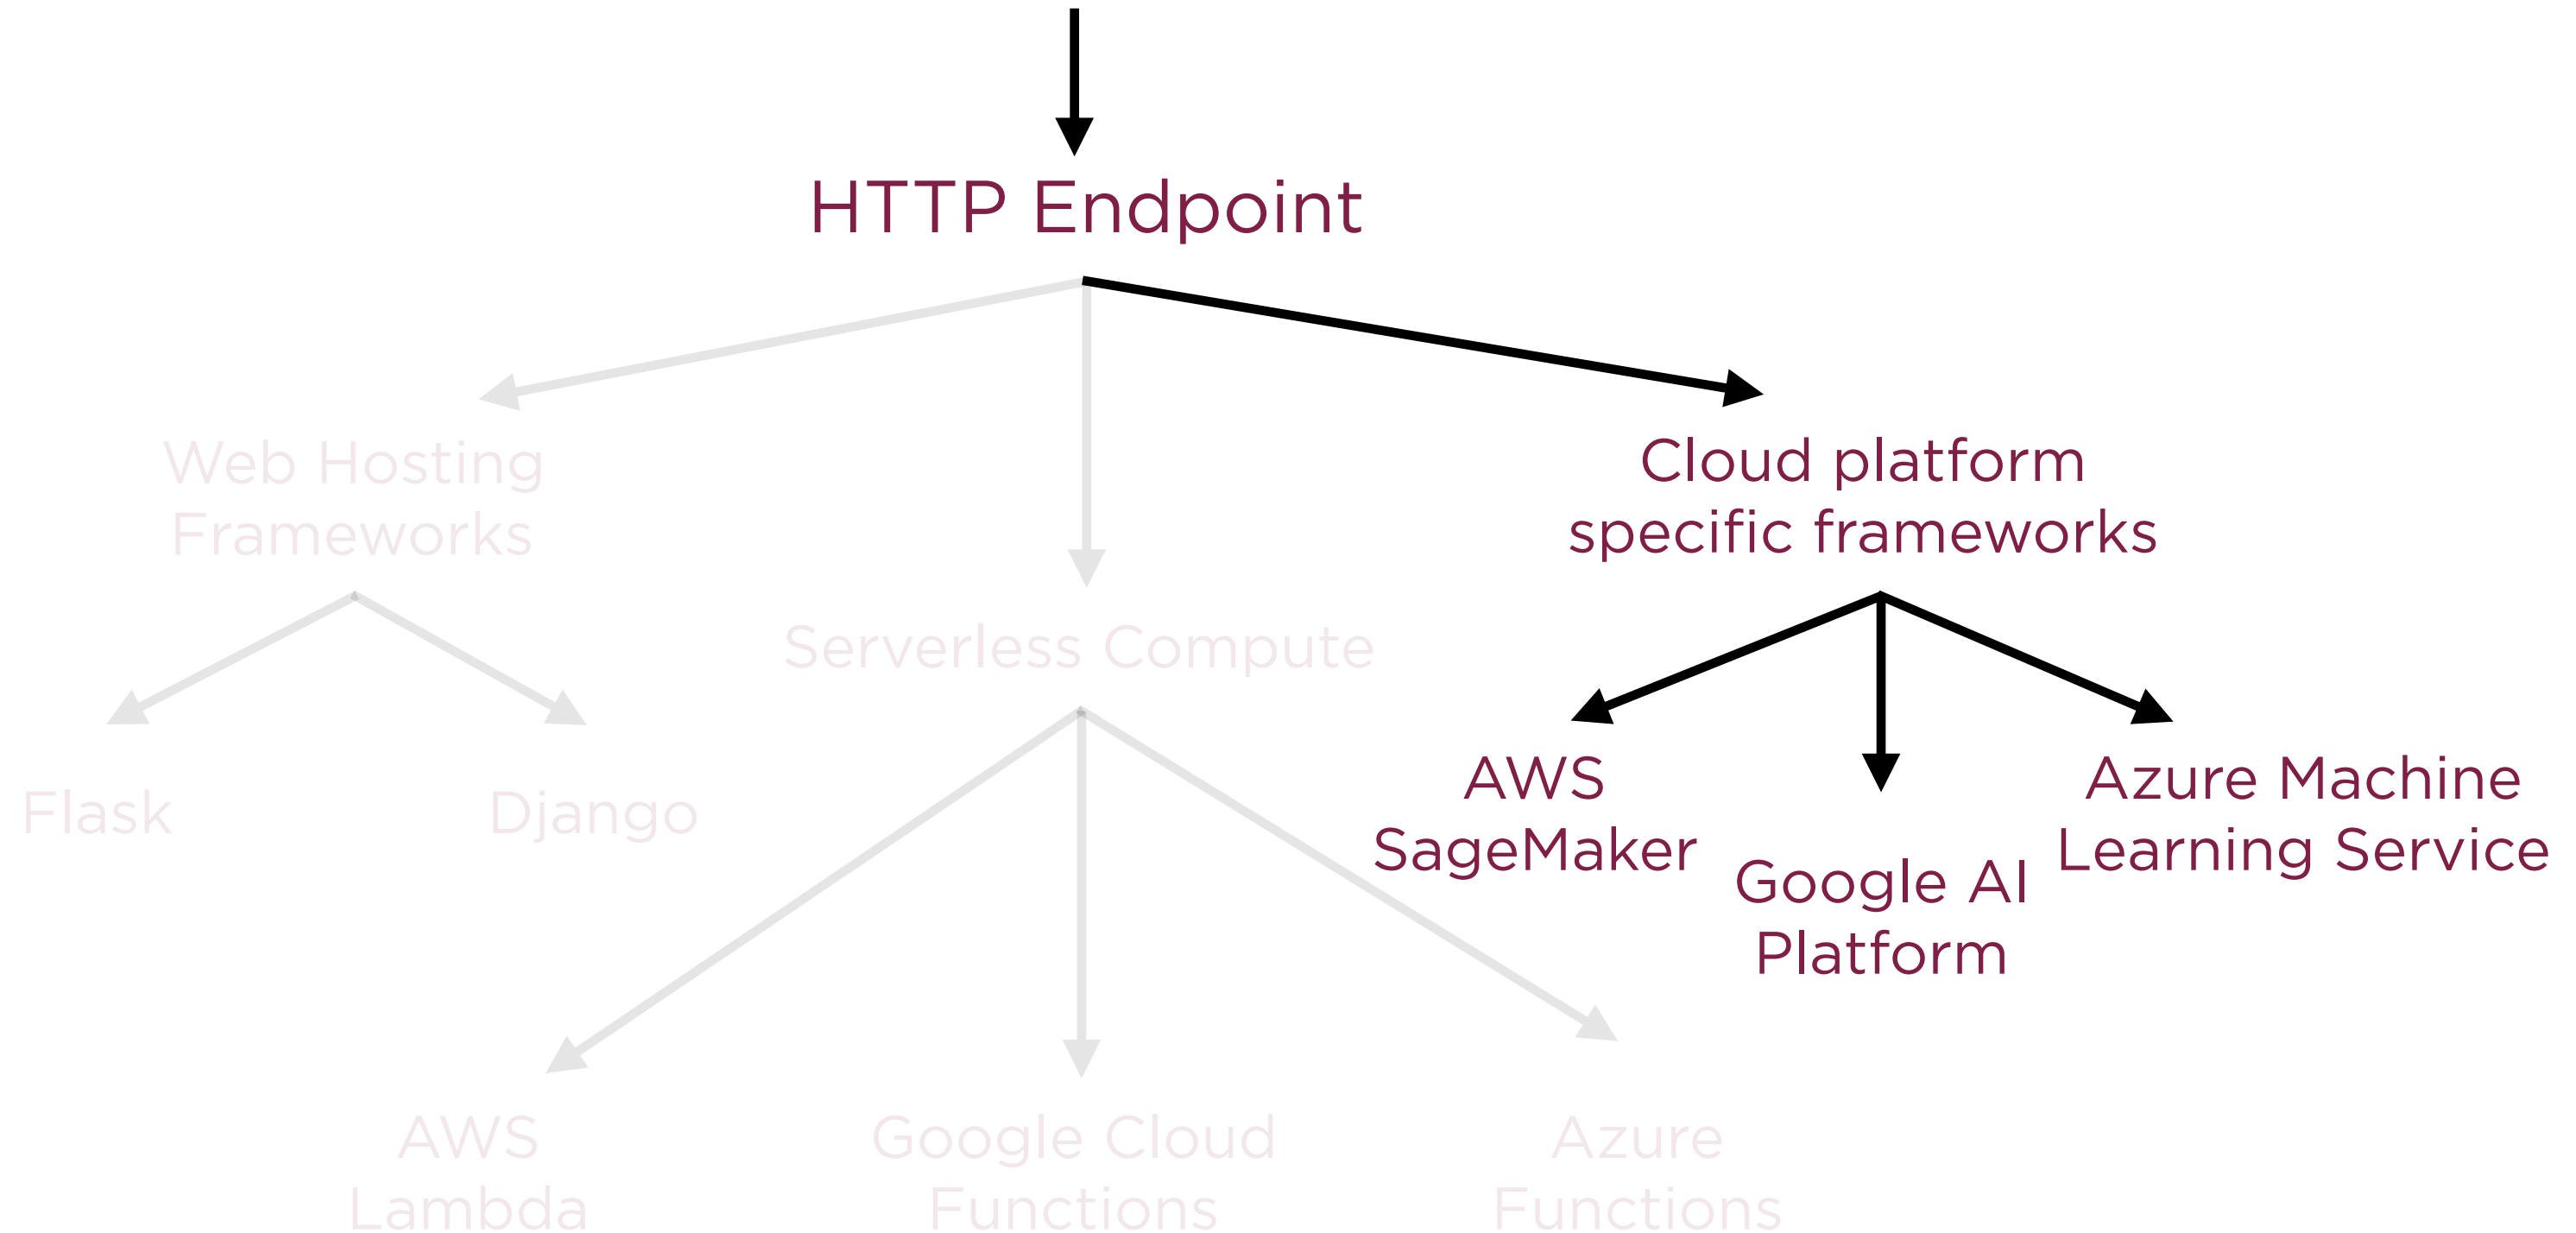 HTTP Endpoint
Web Hosting
Frameworks
Cloud platform
specific frameworks
Serverless Compute
Flask
Django
AWS
SageMaker
Google AI
Platform
Azure Machine
Learning Service
AWS
Lambda
Google Cloud
Functions
Azure
Functions